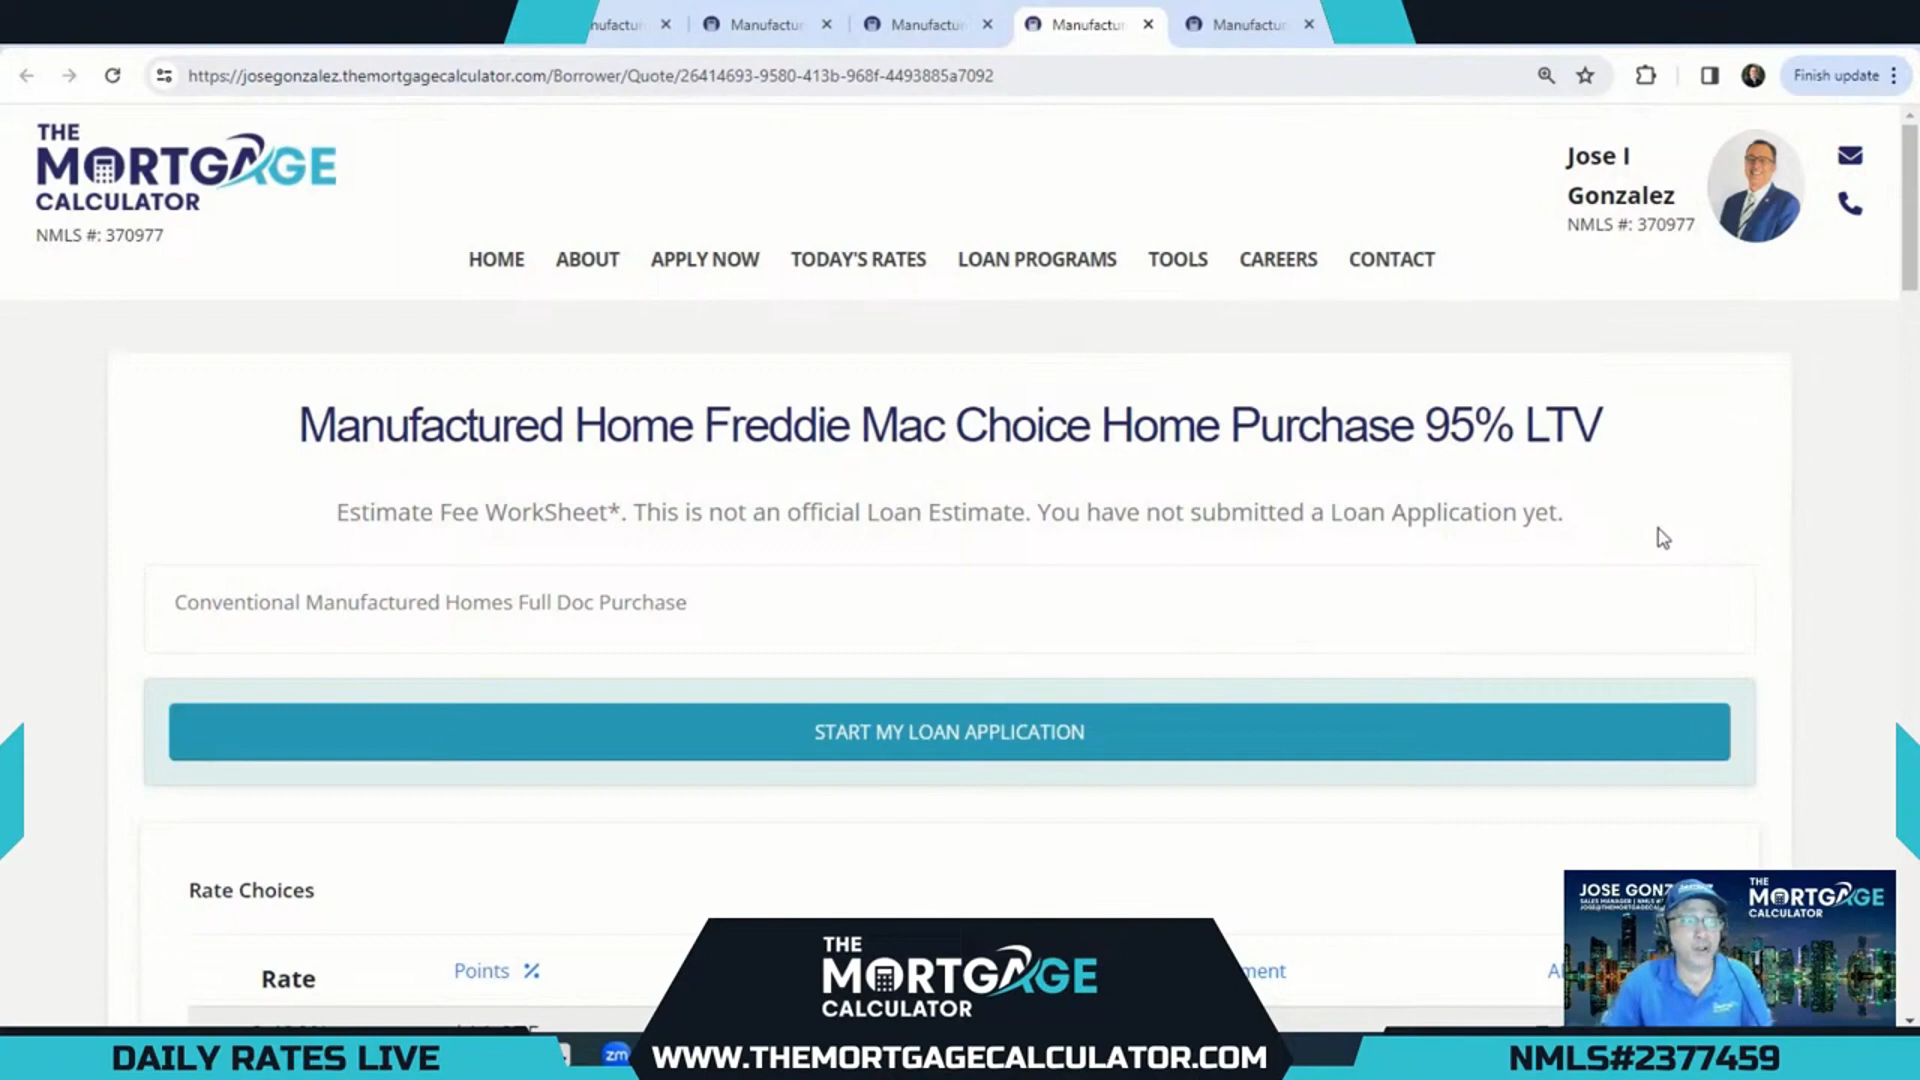 Manufactur
Manufactur
Manufactur
Manufactur
https://josegonzalez.themortgagecalculator.com/Borrower/Quote/26414693-9580-413b-968f-4493885a7092
Finish update
THE
MORTGAGE
CALCULATOR
NMLS #: 370977
Jose I
Gonzalez
NMLS #: 370977
HOME ABOUT APPLY NOW TODAY'S RATES LOAN PROGRAMS TOOLS CAREERS CONTACT
Manufactured Home Freddie Mac Choice Home Purchase 95% LTV
Estimate Fee WorkSheet*. This is not an official Loan Estimate. You have not submitted a Loan Application yet.
Conventional Manufactured Homes Full Doc Purchase
START MY LOAN APPLICATION
Rate Choices
Rate Points %
JOSE
SALES MANAGER
THE
MORTGAGE
CALCULATOR
THE
MORTGAGE
CALCULATOR
DAILY RATES LIVE
zm
WWW.THEMORTGAGECALCULATOR.COM
NMLS#2377459